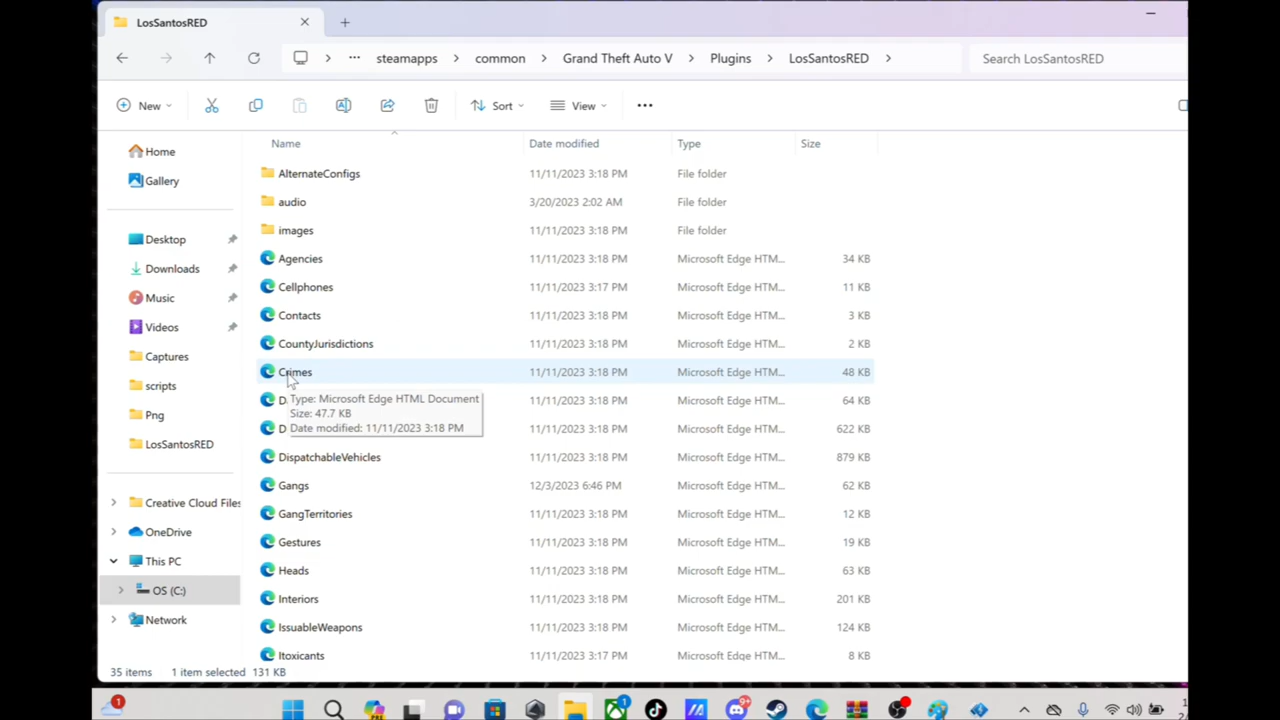 LosSantosRED
steamapps
common
Grand Theft Auto V
Plugins
LosSantosRED
Search LosSantosRED
New
Sort
View
Name
Date modified
Type
Size
Home
Gallery
Desktop
Downloads
Music
Videos
Captures
scripts
Png
LosSantosRED
Creative Cloud Files
OneDrive
This PC
OS (C:)
Network
AlternateConfigs 11/11/2023 3:18 PM File folder
audio 3/20/2023 2:02 AM File folder
images 11/11/2023 3:18 PM File folder
Agencies 11/11/2023 3:18 PM Microsoft Edge HTM... 34 KB
Cellphones 11/11/2023 3:17 PM Microsoft Edge HTM... 11 KB
Contacts 11/11/2023 3:18 PM Microsoft Edge HTM... 3 KB
CountyJurisdictions 11/11/2023 3:18 PM Microsoft Edge HTM... 2 KB
Crimes 11/11/2023 3:18 PM Microsoft Edge HTM... 48 KB
D 11/11/2023 3:18 PM Microsoft Edge HTM... 64 KB
D 11/11/2023 3:18 PM Microsoft Edge HTM... 622 KB
Type: Microsoft Edge HTML Document
Size: 47.7 KB
Date modified: 11/11/2023 3:18 PM
DispatchableVehicles 11/11/2023 3:18 PM Microsoft Edge HTM... 879 KB
Gangs 12/3/2023 6:46 PM Microsoft Edge HTM... 62 KB
GangTerritories 11/11/2023 3:18 PM Microsoft Edge HTM... 12 KB
Gestures 11/11/2023 3:18 PM Microsoft Edge HTM... 19 KB
Heads 11/11/2023 3:18 PM Microsoft Edge HTM... 63 KB
Interiors 11/11/2023 3:18 PM Microsoft Edge HTM... 201 KB
IssuableWeapons 11/11/2023 3:18 PM Microsoft Edge HTM... 124 KB
Itoxicants 11/11/2023 3:17 PM Microsoft Edge HTM... 8 KB
35 items 1 item selected 131 KB
1
1
9+